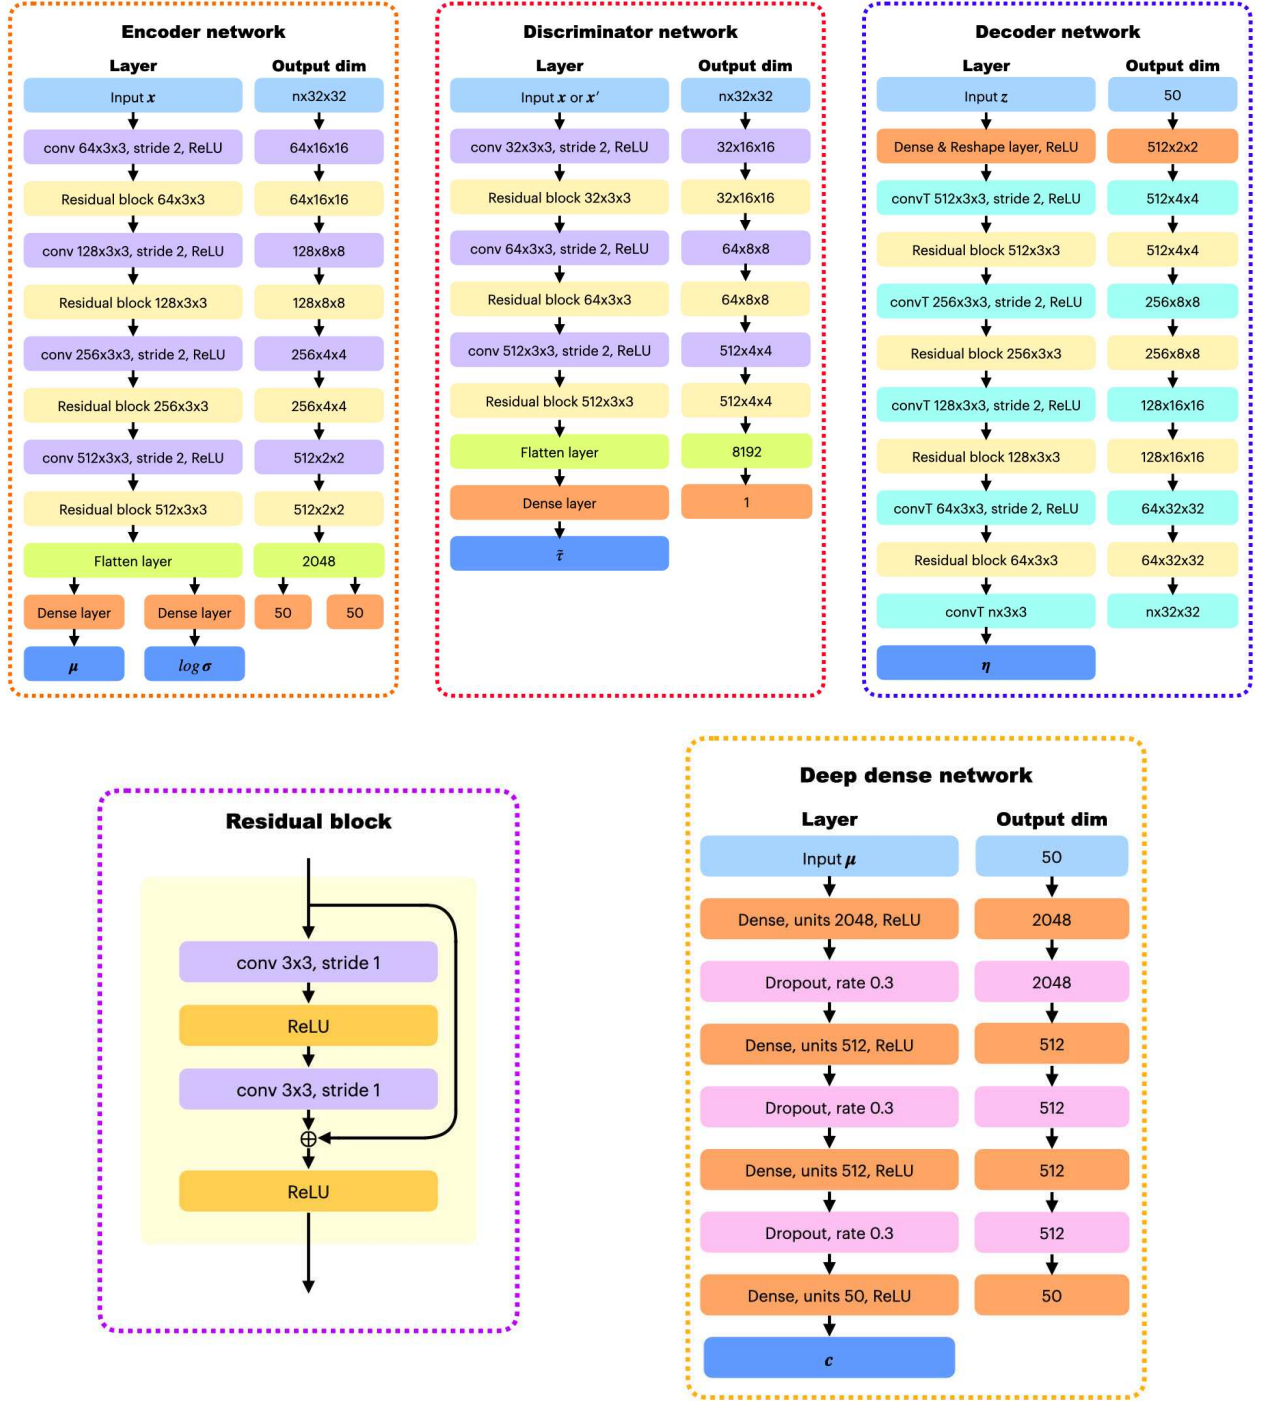 Encoder network
Layer Output dim
Input x nx32x32
conv 64x3x3, stride 2, ReLU 64x16x16
Residual block 64x3x3 64x16x16
conv 128x3x3, stride 2, ReLU 128x8x8
Residual block 128x3x3 128x8x8
conv 256x3x3, stride 2, ReLU 256x4x4
Residual block 256x3x3 256x4x4
conv 512x3x3, stride 2, ReLU 512x2x2
Residual block 512x3x3 512x2x2
Flatten layer 2048
Dense layer Dense layer 50 50
μ log σ
Discriminator network
Layer Output dim
Input x or x′ nx32x32
conv 32x3x3, stride 2, ReLU 32x16x16
Residual block 32x3x3 32x16x16
conv 64x3x3, stride 2, ReLU 64x8x8
Residual block 64x3x3 64x8x8
conv 512x3x3, stride 2, ReLU 512x4x4
Residual block 512x3x3 512x4x4
Flatten layer 8192
Dense layer 1
τ̃
Decoder network
Layer Output dim
Input z 50
Dense & Reshape layer, ReLU 512x2x2
convT 512x3x3, stride 2, ReLU 512x4x4
Residual block 512x3x3 512x4x4
convT 256x3x3, stride 2, ReLU 256x8x8
Residual block 256x3x3 256x8x8
convT 128x3x3, stride 2, ReLU 128x16x16
Residual block 128x3x3 128x16x16
convT 64x3x3, stride 2, ReLU 64x32x32
Residual block 64x3x3 64x32x32
convT nx3x3 nx32x32
η
Residual block
conv 3x3, stride 1
ReLU
conv 3x3, stride 1
⊕
ReLU
Deep dense network
Layer Output dim
Input μ 50
Dense, units 2048, ReLU 2048
Dropout, rate 0.3 2048
Dense, units 512, ReLU 512
Dropout, rate 0.3 512
Dense, units 512, ReLU 512
Dropout, rate 0.3 512
Dense, units 50, ReLU 50
c